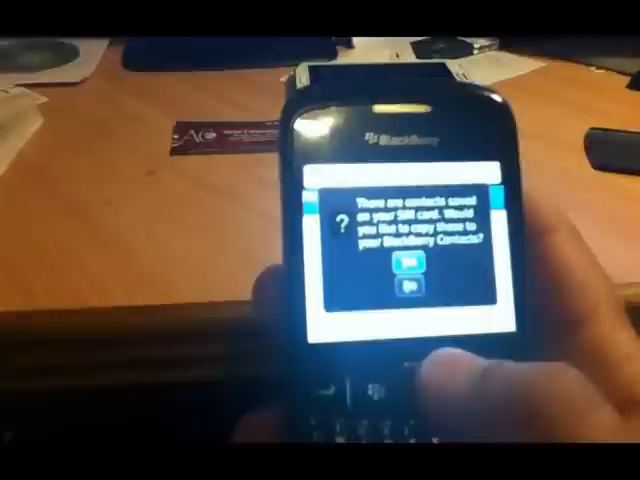 AC
BlackBerry
? There are contacts saved
on your SIM card. Would
you like to copy these to
your BlackBerry Contacts?
Yes
No